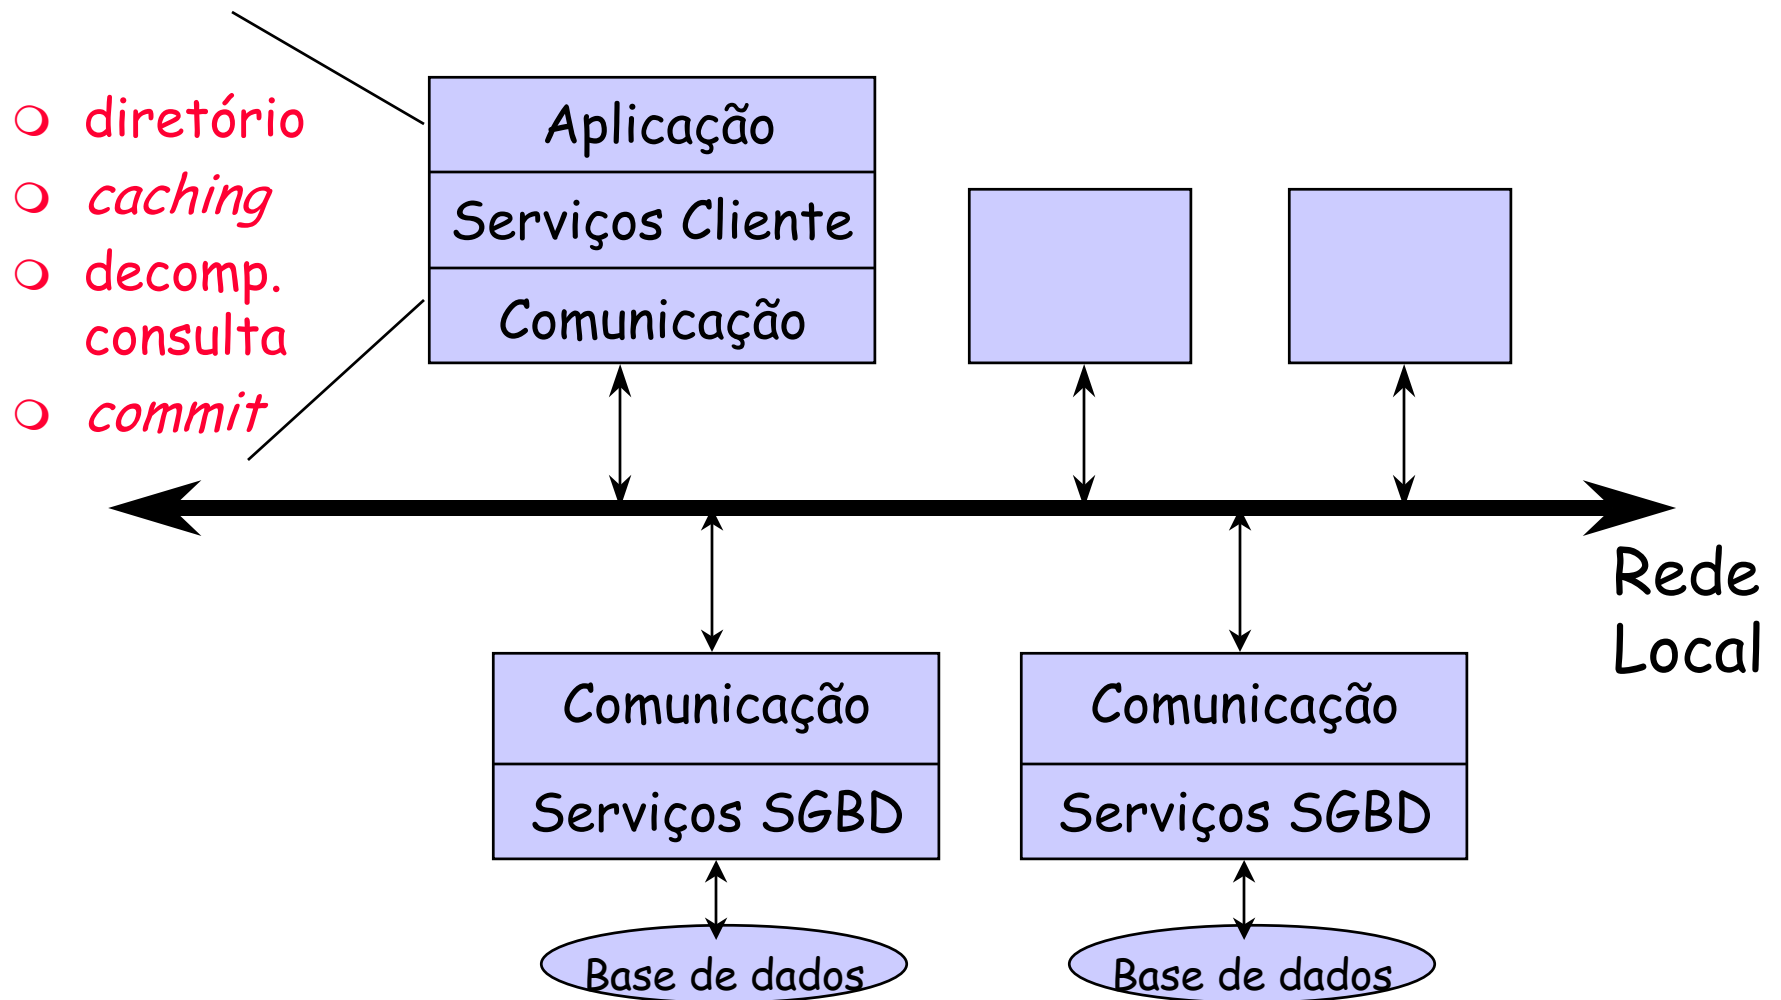 diretório
caching
decomp.
consulta
commit
Aplicação
Serviços Cliente
Comunicação
Rede
Local
Comunicação
Serviços SGBD
Base de dados
Comunicação
Serviços SGBD
Base de dados